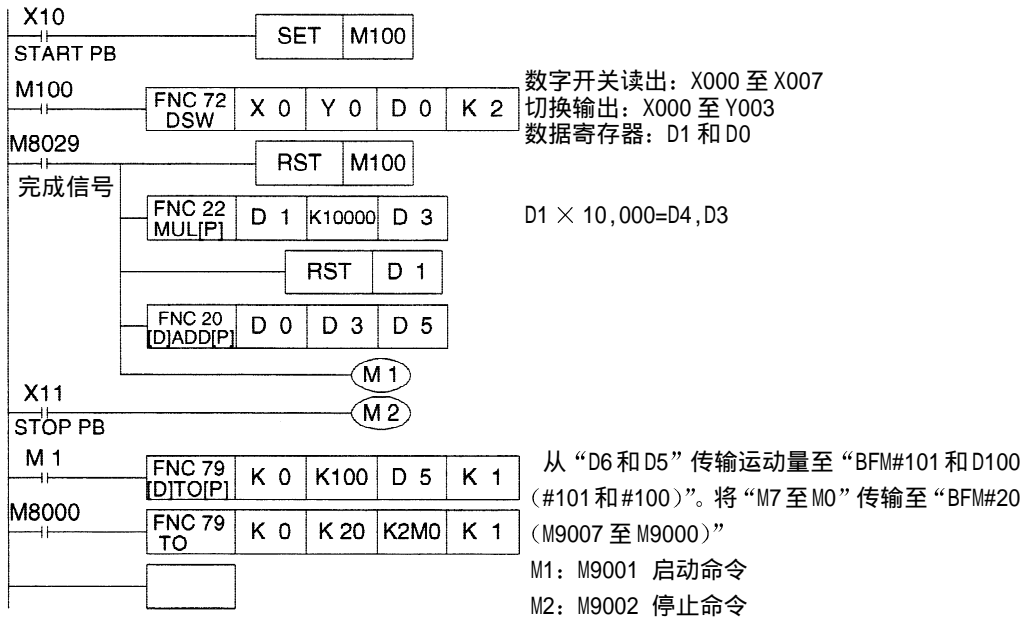 X10
START PB
SET M100
M100
FNC 72 DSW X 0 Y 0 D 0 K 2
数字开关读出：X000 至 X007
切换输出：X000 至 Y003
数据寄存器：D1 和 D0
M8029
完成信号
RST M100
FNC 22 MUL[P] D 1 K10000 D 3
D1 × 10,000=D4,D3
RST D 1
FNC 20 [D]ADD[P] D 0 D 3 D 5
M 1
X11
STOP PB
M 2
M 1
FNC 79 [D]TO[P] K 0 K100 D 5 K 1
从“D6 和 D5”传输运动量至“BFM#101 和 D100
(#101 和 #100)”。将“M7 至 M0”传输至“BFM#20
(M9007 至 M9000)”
M8000
FNC 79 TO K 0 K 20 K2M0 K 1
M1：M9001 启动命令
M2：M9002 停止命令